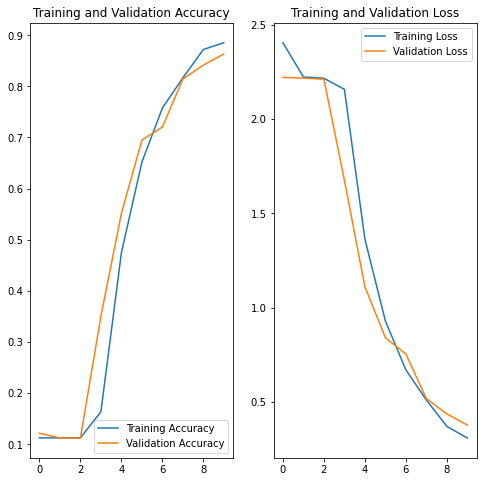 Training and Validation Accuracy
0.9
0.8
0.7
0.6
0.5
0.4
0.3
0.2
0.1
0 2 4 6 8
Training Accuracy
Validation Accuracy
Training and Validation Loss
2.5
2.0
1.5
1.0
0.5
0 2 4 6 8
Training Loss
Validation Loss